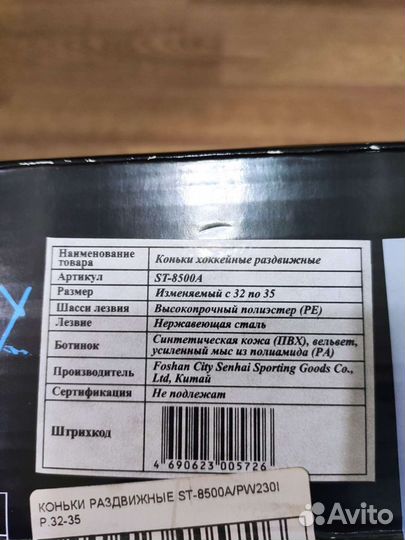 Наименование товара Коньки хоккейные раздвижные
Артикул ST-8500A
Размер Изменяемый с 32 по 35
Шасси лезвия Высокопрочный полиэстер (PE)
Лезвие Нержавеющая сталь
Ботинок Синтетическая кожа (ПВХ), вельвет,
усиленный мыс из полиамида (PA)
Производитель Foshan City Senhai Sporting Goods Co.,
Ltd, Китай
Сертификация Не подлежат
Штрихкод
4 690623 005726
КОНЬКИ РАЗДВИЖНЫЕ ST-8500A/PW230I
Р.32-35
Avito